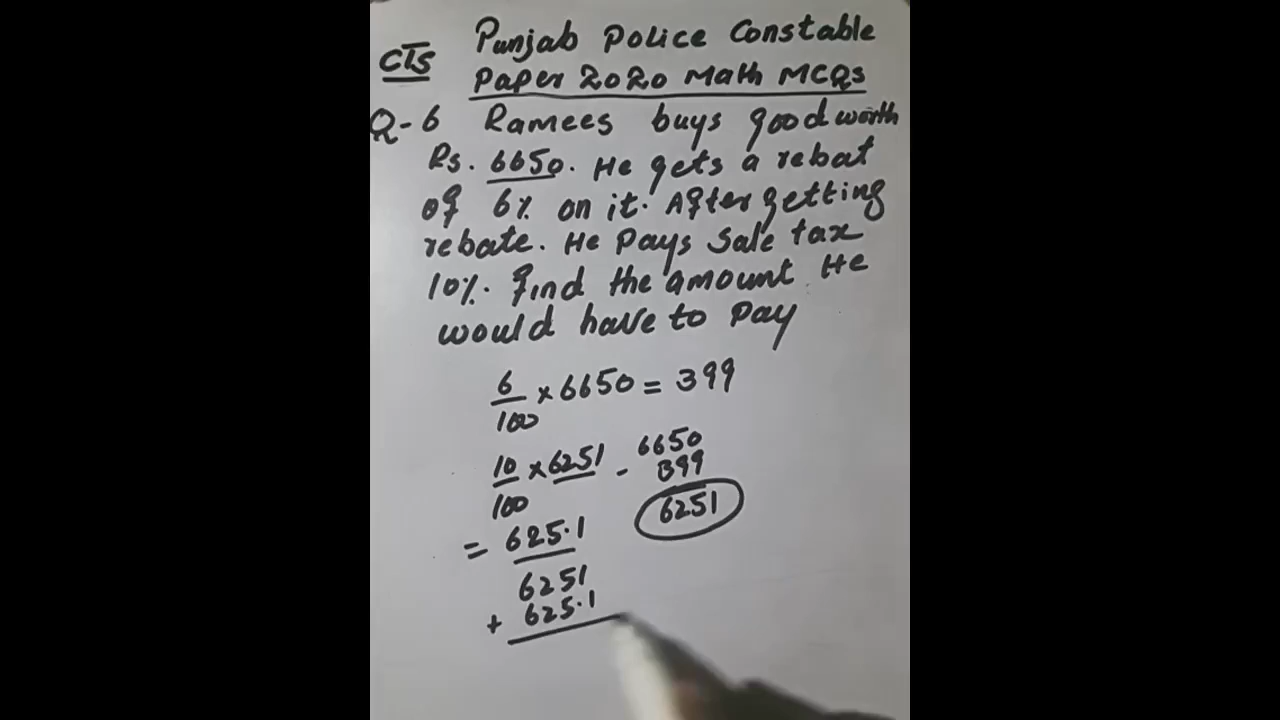 CTS Punjab Police Constable
Paper 2020 Math MCQs
Q-6 Ramees buys good worth
Rs. 6650. He gets a rebat
of 6% on it. After getting
rebate. He Pays Sale tax
10%. find the amount He
would have to pay
6/100 × 6650 = 399
10/100 × 6251 - 6650
399
6251
= 625.1
6251
+ 625.1